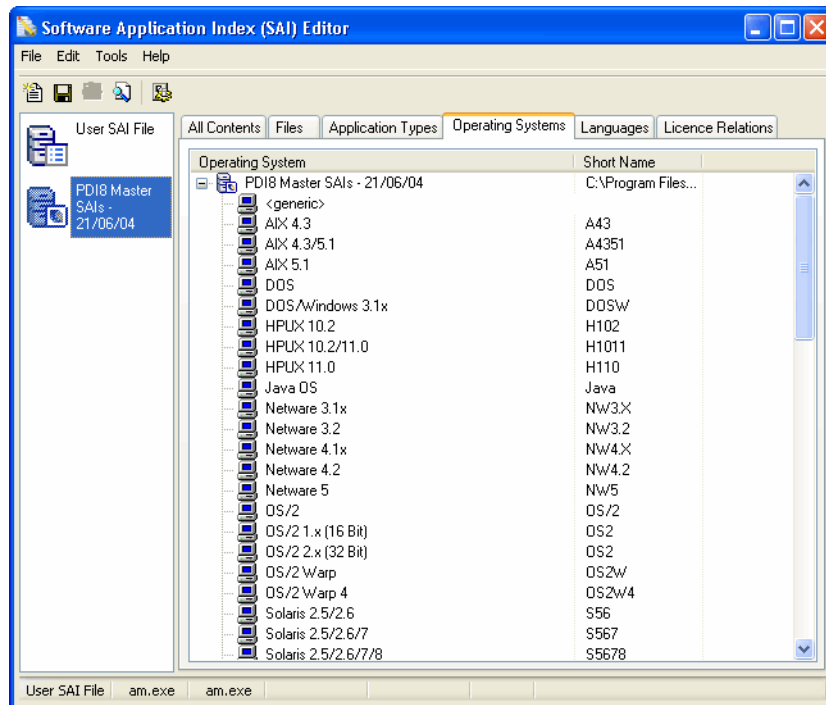 Software Application Index (SAI) Editor
File Edit Tools Help
User SAI File
PDI8 Master
SAIs -
21/06/04
All Contents Files Application Types Operating Systems Languages Licence Relations
Operating System Short Name
PDI8 Master SAIs - 21/06/04 C:\Program Files...
<generic>
AIX 4.3 A43
AIX 4.3/5.1 A4351
AIX 5.1 A51
DOS DOS
DOS/Windows 3.1x DOSW
HPUX 10.2 H102
HPUX 10.2/11.0 H1011
HPUX 11.0 H110
Java OS Java
Netware 3.1x NW3.X
Netware 3.2 NW3.2
Netware 4.1x NW4.X
Netware 4.2 NW4.2
Netware 5 NW5
OS/2 OS/2
OS/2 1.x (16 Bit) OS2
OS/2 2.x (32 Bit) OS2
OS/2 Warp OS2W
OS/2 Warp 4 OS2W4
Solaris 2.5/2.6 S56
Solaris 2.5/2.6/7 S567
Solaris 2.5/2.6/7/8 S5678
User SAI File am.exe am.exe